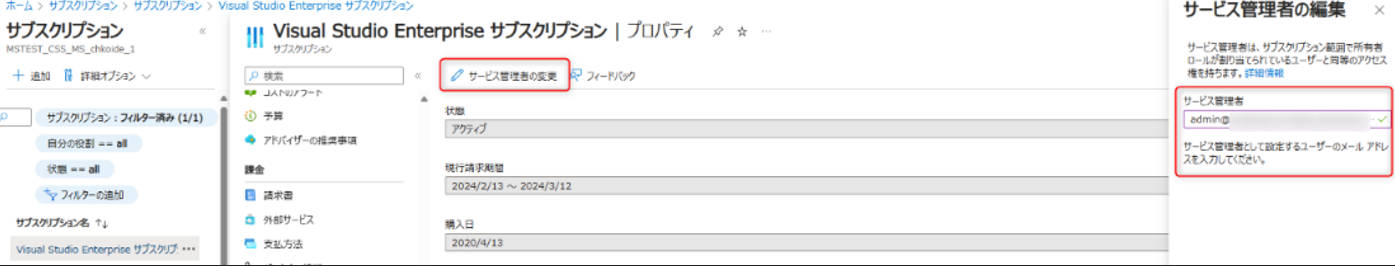 ホーム > サブスクリプション > サブスクリプション > Visual Studio Enterprise サブスクリプション
サブスクリプション
MSTEST_CSS_MS_chkoide_1
追加 詳細オプション
サブスクリプション : フィルター済み (1/1)
自分の役割 == all
状態 == all
フィルターの追加
サブスクリプション名 ↑↓
Visual Studio Enterprise サブスクリプ ···
Visual Studio Enterprise サブスクリプション | プロパティ
サブスクリプション
検索
コストのアラート
予算
アドバイザーの推奨事項
課金
請求書
外部サービス
支払方法
サービス管理者の変更 フィードバック
状態
アクティブ
現行請求期間
2024/2/13 ～ 2024/3/12
購入日
2020/4/13
サービス管理者の編集
サービス管理者は、サブスクリプション範囲で所有者
ロールが割り当てられているユーザーと同等のアクセス
権を持ちます。詳細情報
サービス管理者
admin@
サービス管理者として設定するユーザーのメール アドレ
スを入力してください。